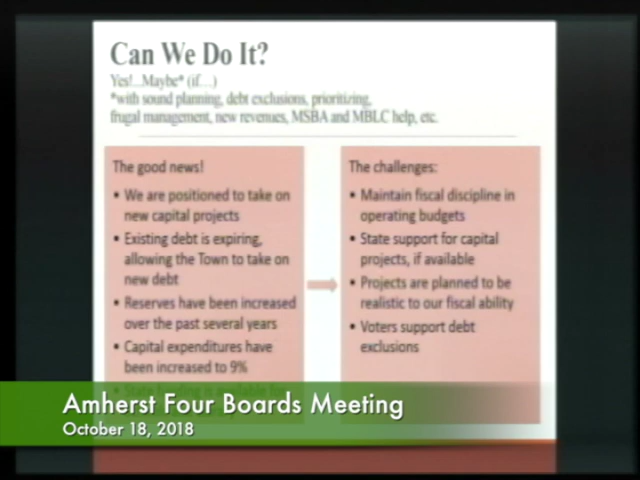 Can We Do It?
Yes!...Maybe* (if...)
*with sound planning, debt exclusions, prioritizing,
frugal management, new revenues, MSBA and MBLC help, etc.
The good news!
• We are positioned to take on
new capital projects
• Existing debt is expiring,
allowing the Town to take on
new debt
• Reserves have been increased
over the past several years
• Capital expenditures have
been increased to 9%
The challenges:
• Maintain fiscal discipline in
operating budgets
• State support for capital
projects, if available
• Projects are planned to be
realistic to our fiscal ability
• Voters support debt
exclusions
Amherst Four Boards Meeting
October 18, 2018